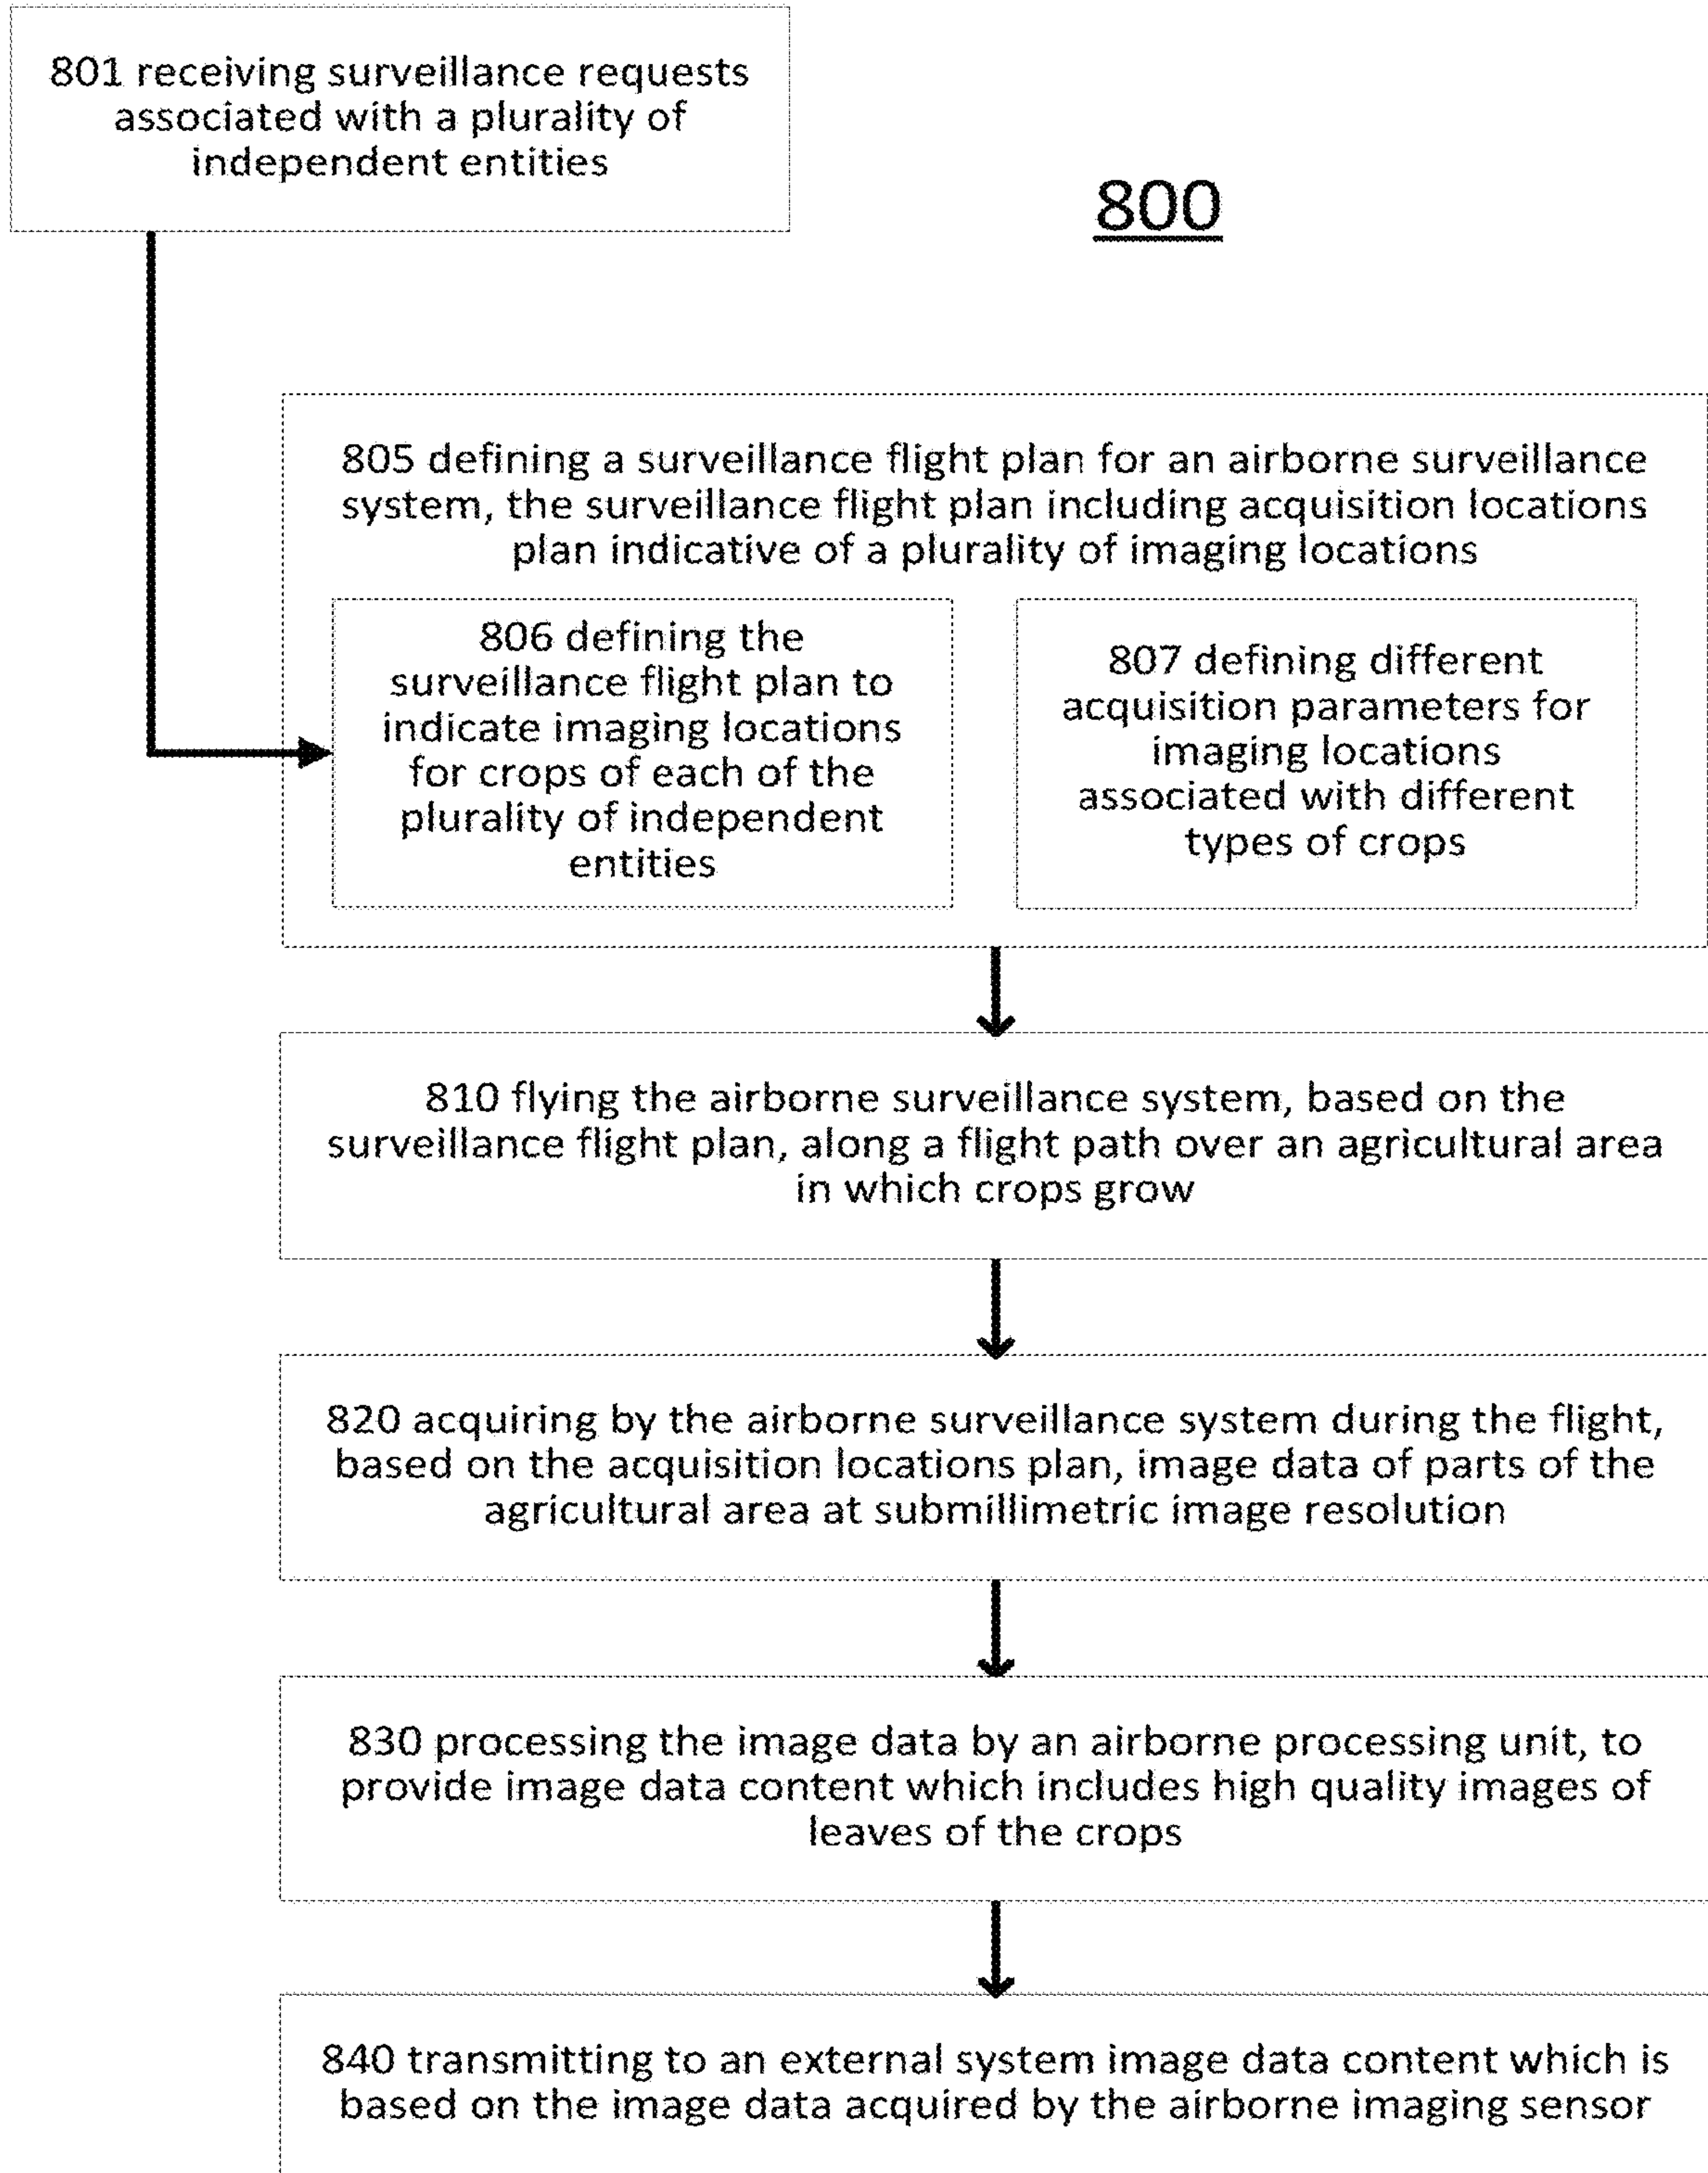 801 receiving surveillance requests
associated with a plurality of
independent entities
800
805 defining a surveillance flight plan for an airborne surveillance
system, the surveillance flight plan including acquisition locations
plan indicative of a plurality of imaging locations
806 defining the
surveillance flight plan to
indicate imaging locations
for crops of each of the
plurality of independent
entities
807 defining different
acquisition parameters for
imaging locations
associated with different
types of crops
810 flying the airborne surveillance system, based on the
surveillance flight plan, along a flight path over an agricultural area
in which crops grow
820 acquiring by the airborne surveillance system during the flight,
based on the acquisition locations plan, image data of parts of the
agricultural area at submillimetric image resolution
830 processing the image data by an airborne processing unit, to
provide image data content which includes high quality images of
leaves of the crops
840 transmitting to an external system image data content which is
based on the image data acquired by the airborne imaging sensor